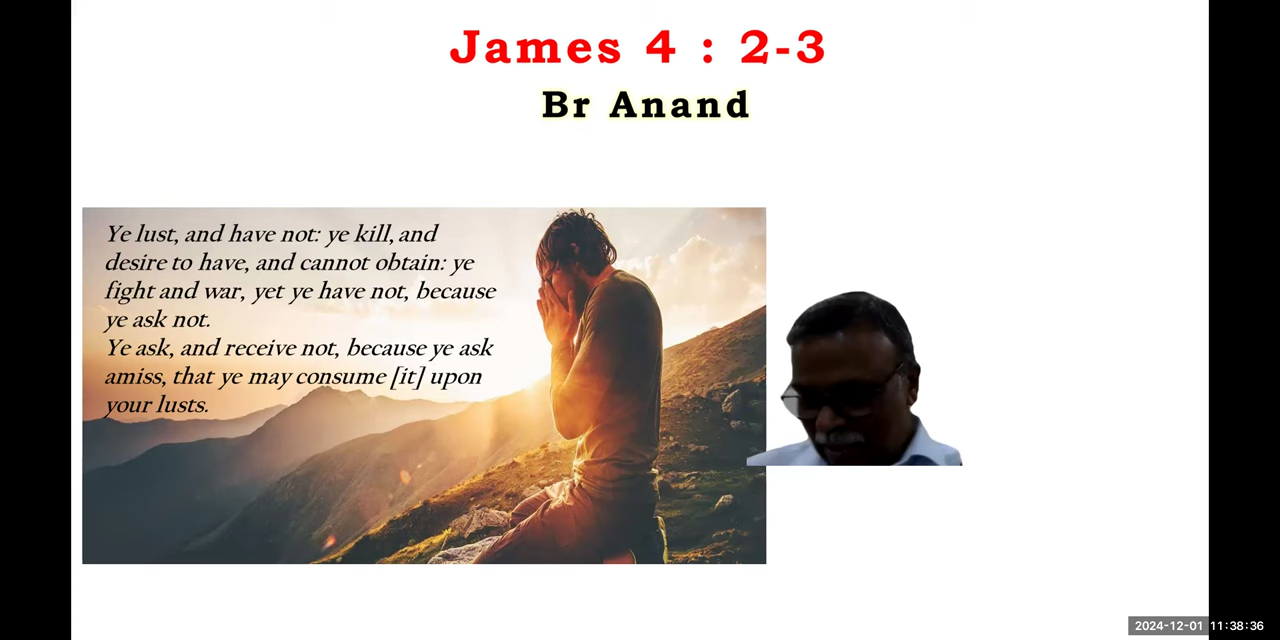 James 4 : 2-3
Br Anand
Ye lust, and have not: ye kill, and
desire to have, and cannot obtain: ye
fight and war, yet ye have not, because
ye ask not.
Ye ask, and receive not, because ye ask
amiss, that ye may consume [it] upon
your lusts.
2024-12-01 11:38:36